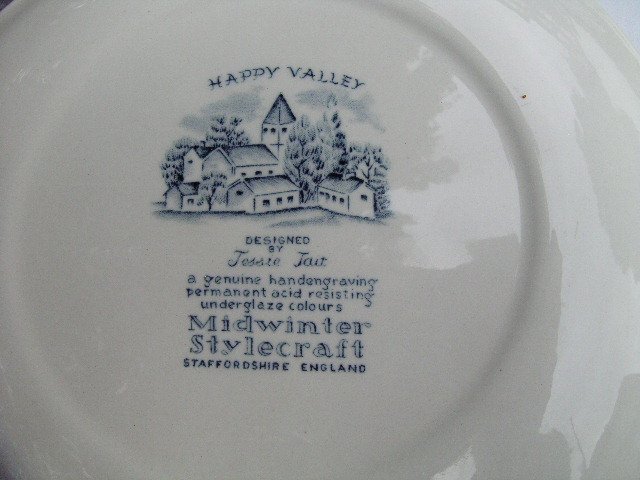 HAPPY VALLEY
DESIGNED
BY
Jessie Tait
a genuine handengraving
permanent acid resisting
underglaze colours
Midwinter
Stylecraft
STAFFORDSHIRE ENGLAND